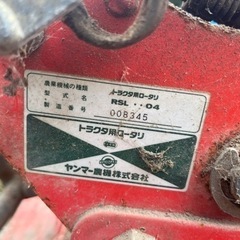 農業機械の種類 トラクタ用ロータリ
型式名 RSL ‥04
製造番号 00B345
トラクタ用ロータリ
ヤンマー農機株式会社